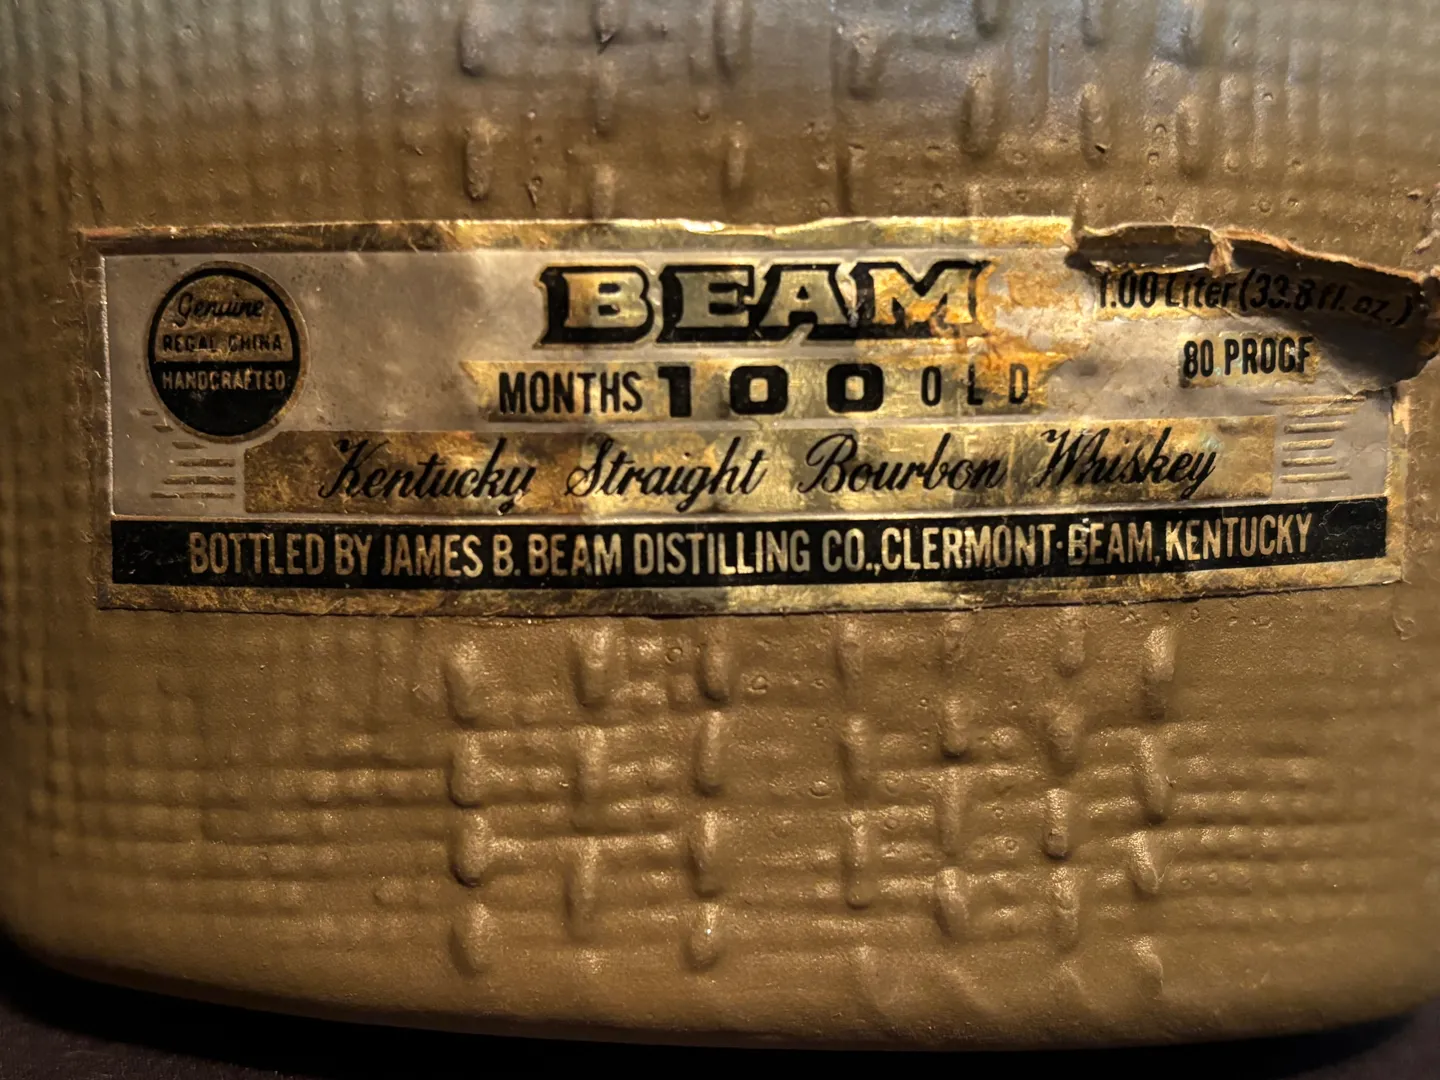 Genuine
REGAL CHINA
HANDCRAFTED
BEAM
MONTHS 100 OLD
Kentucky Straight Bourbon Whiskey
1.00 Liter (33.8 fl. oz.)
80 PROOF
BOTTLED BY JAMES B. BEAM DISTILLING CO., CLERMONT·BEAM, KENTUCKY